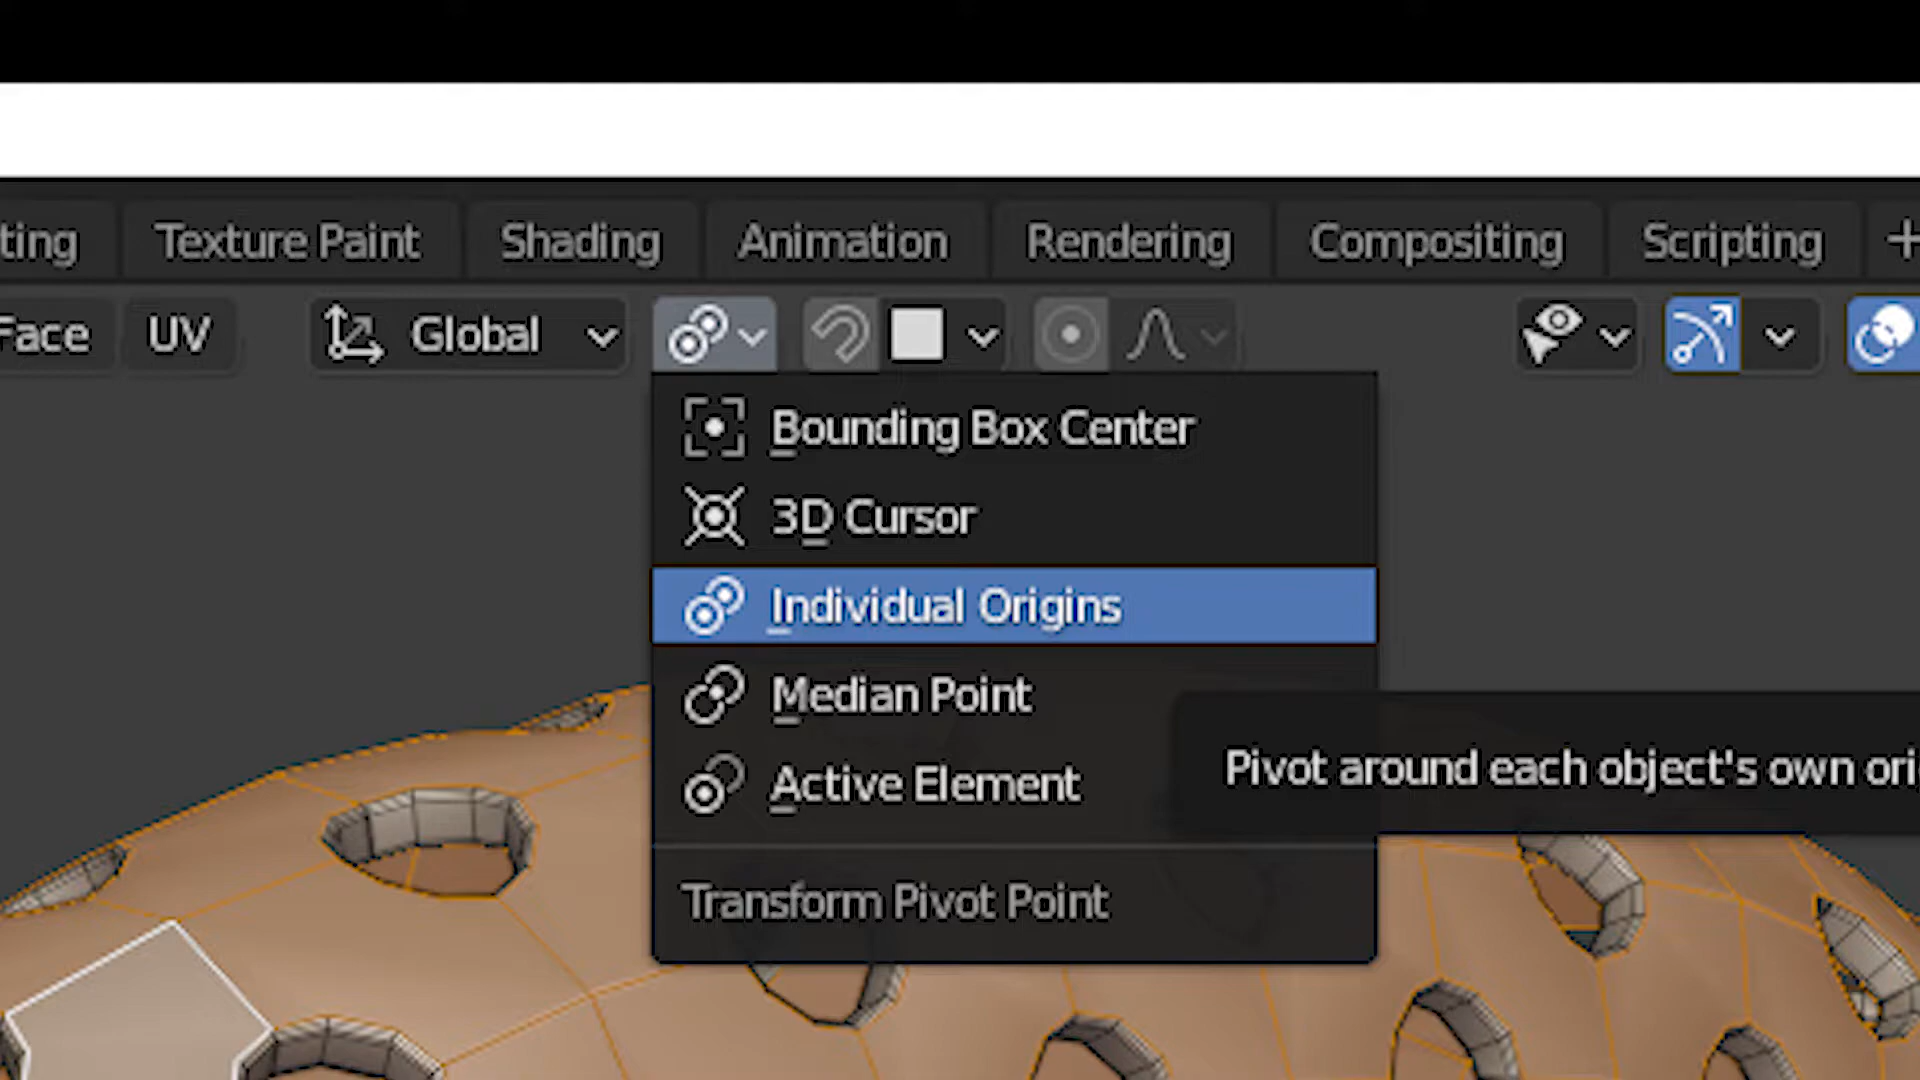 ting Texture Paint Shading Animation Rendering Compositing Scripting +
Face UV Global
Bounding Box Center
3D Cursor
Individual Origins
Median Point
Pivot around each object's own ori
Active Element
Transform Pivot Point